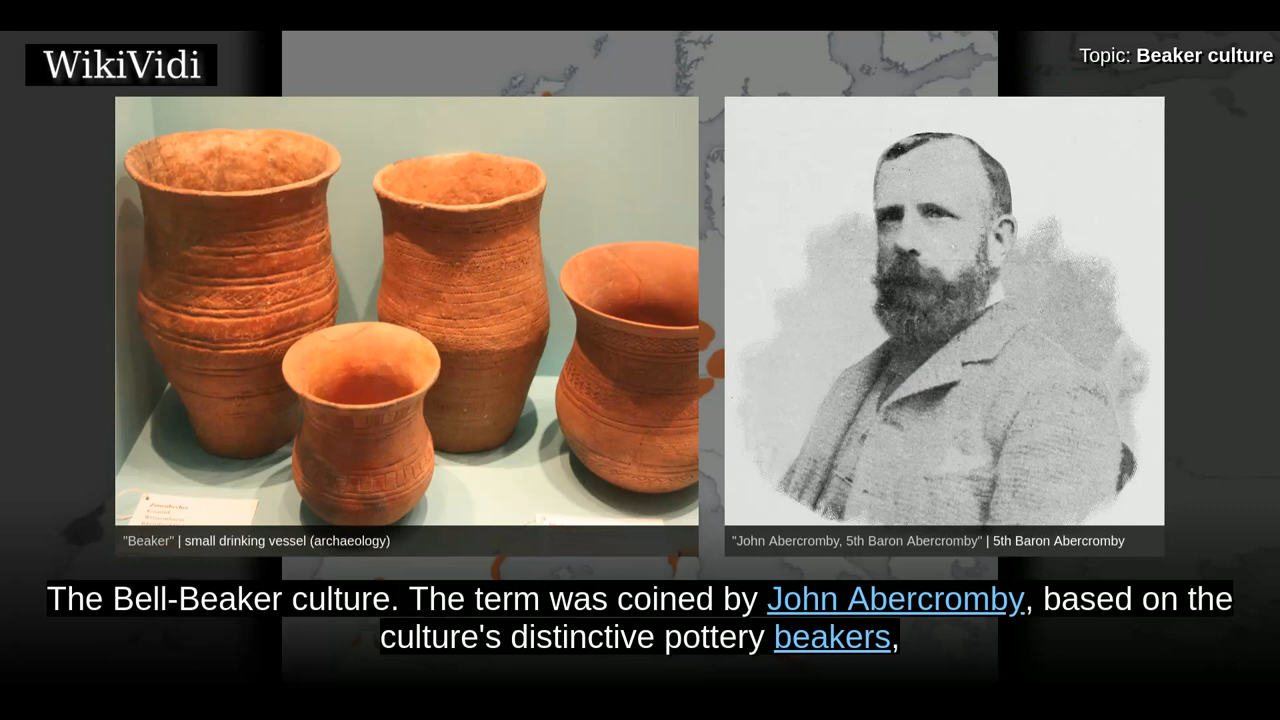 WikiVidi
Topic: Beaker culture
"Beaker" | small drinking vessel (archaeology)
"John Abercromby, 5th Baron Abercromby" | 5th Baron Abercromby
The Bell-Beaker culture. The term was coined by John Abercromby, based on the
culture's distinctive pottery beakers,